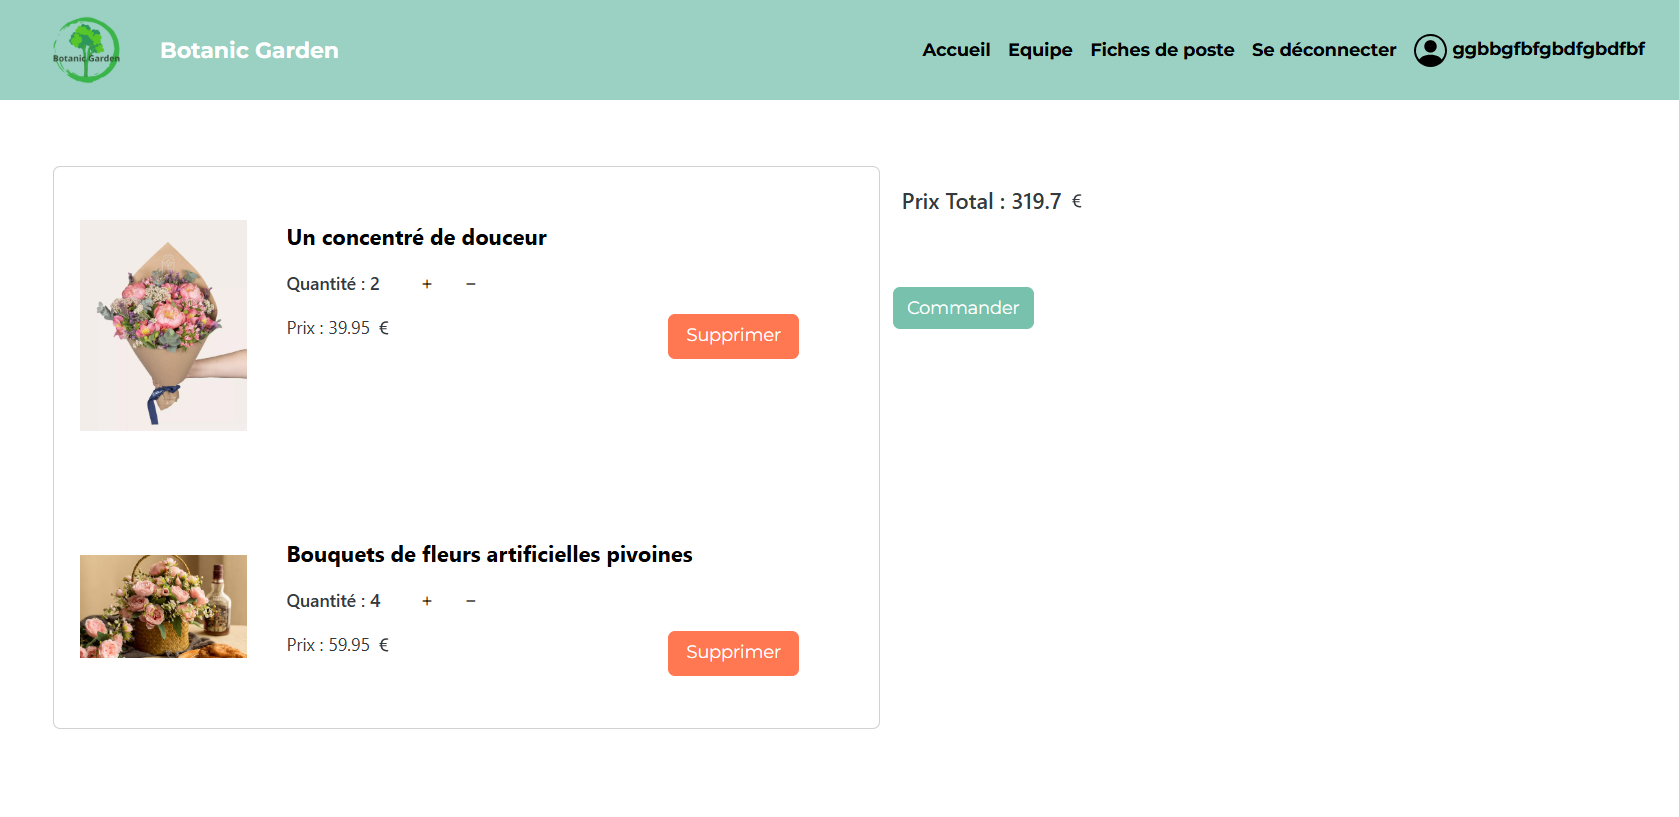 Botanic Garden
Botanic Garden
Accueil Equipe Fiches de poste Se déconnecter ggbbgfbfgbdfgbdfbf
Un concentré de douceur
Quantité : 2 + −
Prix : 39.95 €
Supprimer
Bouquets de fleurs artificielles pivoines
Quantité : 4 + −
Prix : 59.95 €
Supprimer
Prix Total : 319.7 €
Commander